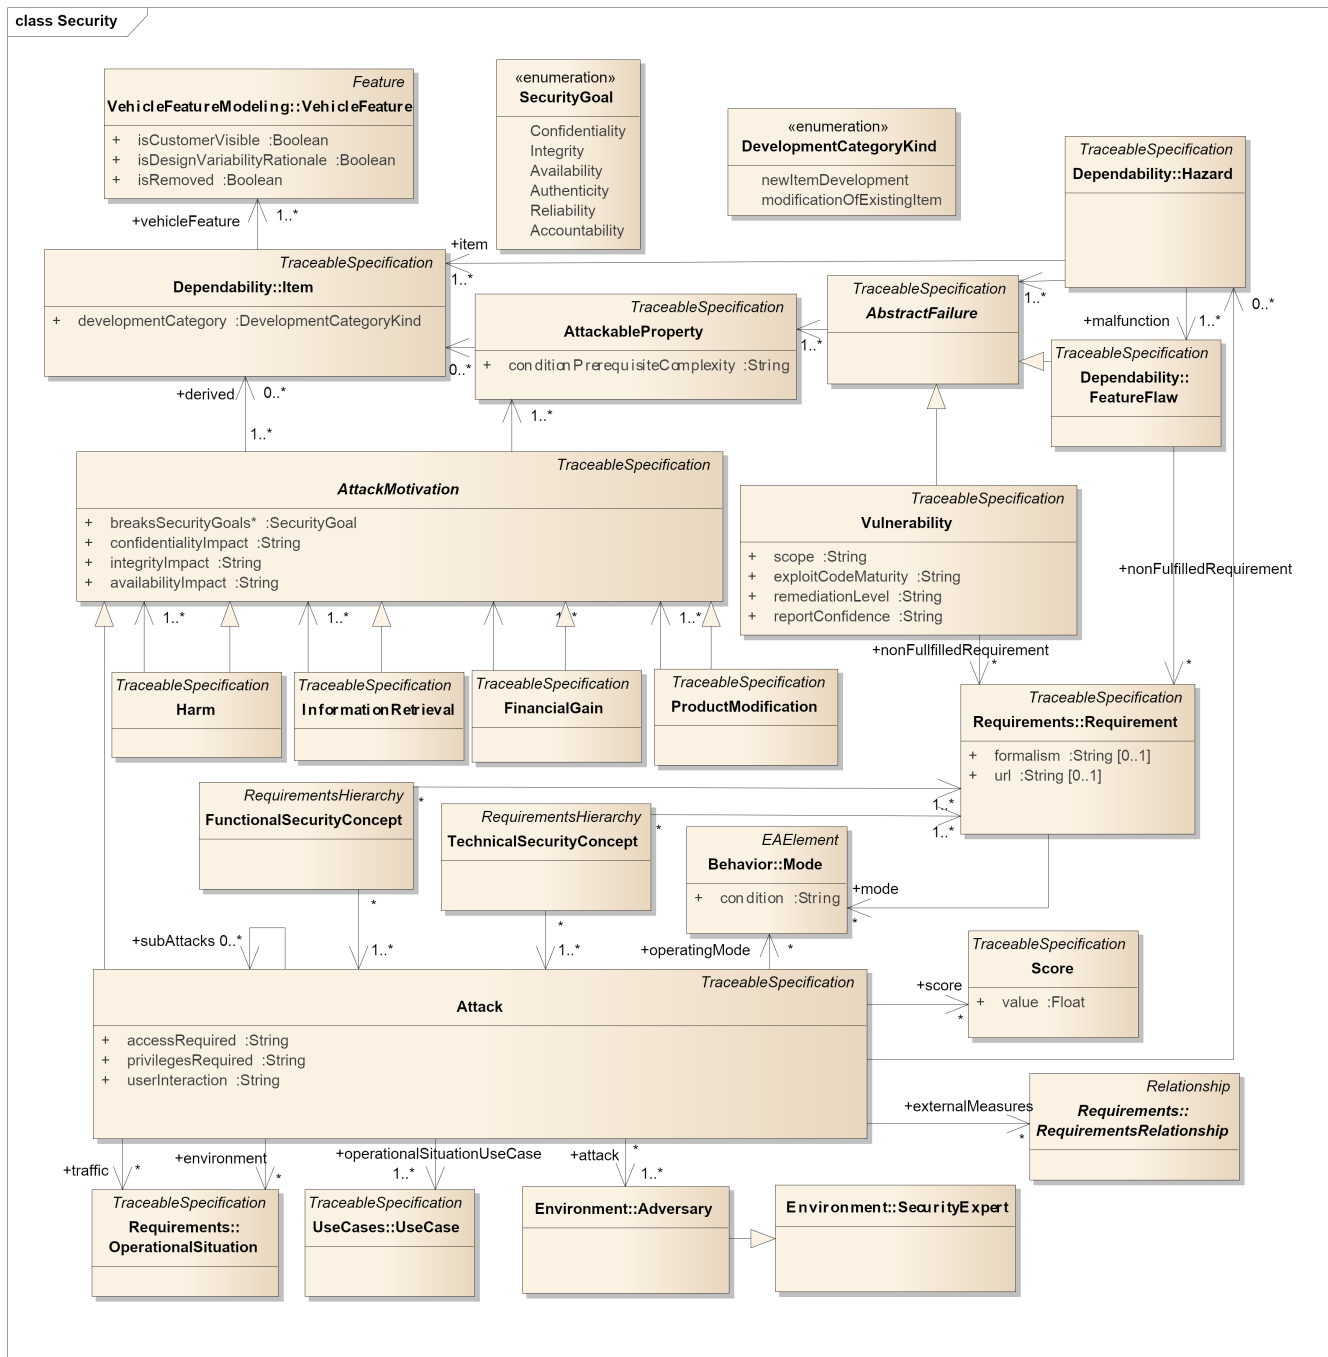 class Security
Feature
VehicleFeatureModeling::VehicleFeature
+ isCustomerVisible :Boolean
+ isDesignVariabilityRationale :Boolean
+ isRemoved :Boolean
«enumeration»
SecurityGoal
Confidentiality
Integrity
Availability
Authenticity
Reliability
Accountability
«enumeration»
DevelopmentCategoryKind
newItemDevelopment
modificationOfExistingItem
TraceableSpecification
Dependability::Hazard
+vehicleFeature
1..*
+item
1..*
TraceableSpecification
Dependability::Item
+ developmentCategory :DevelopmentCategoryKind
TraceableSpecification
AttackableProperty
+ conditionPrerequisiteComplexity :String
0..*
1..*
TraceableSpecification
AbstractFailure
1..*
+malfunction
1..*
0..*
TraceableSpecification
Dependability::
FeatureFlaw
+derived
0..*
1..*
1..*
TraceableSpecification
AttackMotivation
+ breaksSecurityGoals* :SecurityGoal
+ confidentialityImpact :String
+ integrityImpact :String
+ availabilityImpact :String
TraceableSpecification
Vulnerability
+ scope :String
+ exploitCodeMaturity :String
+ remediationLevel :String
+ reportConfidence :String
+nonFulfilledRequirement
*
+nonFullfilledRequirement
*
1..*
1..*
1..*
1..*
TraceableSpecification
Harm
TraceableSpecification
InformationRetrieval
TraceableSpecification
FinancialGain
TraceableSpecification
ProductModification
TraceableSpecification
Requirements::Requirement
+ formalism :String [0..1]
+ url :String [0..1]
RequirementsHierarchy
FunctionalSecurityConcept
*
1..*
RequirementsHierarchy
TechnicalSecurityConcept
*
1..*
EAElement
Behavior::Mode
+ condition :String
+mode
*
*
1..*
*
1..*
+subAttacks 0..*
+operatingMode
*
TraceableSpecification
Score
+ value :Float
+score
*
TraceableSpecification
Attack
+ accessRequired :String
+ privilegesRequired :String
+ userInteraction :String
+externalMeasures
*
Relationship
Requirements::
RequirementsRelationship
+traffic
*
+environment
*
+operationalSituationUseCase
1..*
+attack
*
1..*
TraceableSpecification
Requirements::
OperationalSituation
TraceableSpecification
UseCases::UseCase
Environment::Adversary
Environment::SecurityExpert